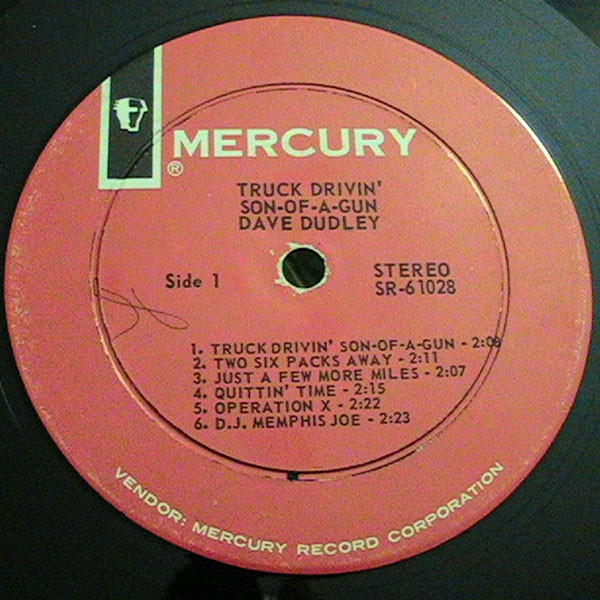 MERCURY
®
TRUCK DRIVIN'
SON-OF-A-GUN
DAVE DUDLEY
Side 1
STEREO
SR-61028
1. TRUCK DRIVIN' SON-OF-A-GUN - 2:08
2. TWO SIX PACKS AWAY - 2:11
3. JUST A FEW MORE MILES - 2:07
4. QUITTIN' TIME - 2:15
5. OPERATION X - 2:22
6. D.J. MEMPHIS JOE - 2:23
VENDOR: MERCURY RECORD CORPORATION